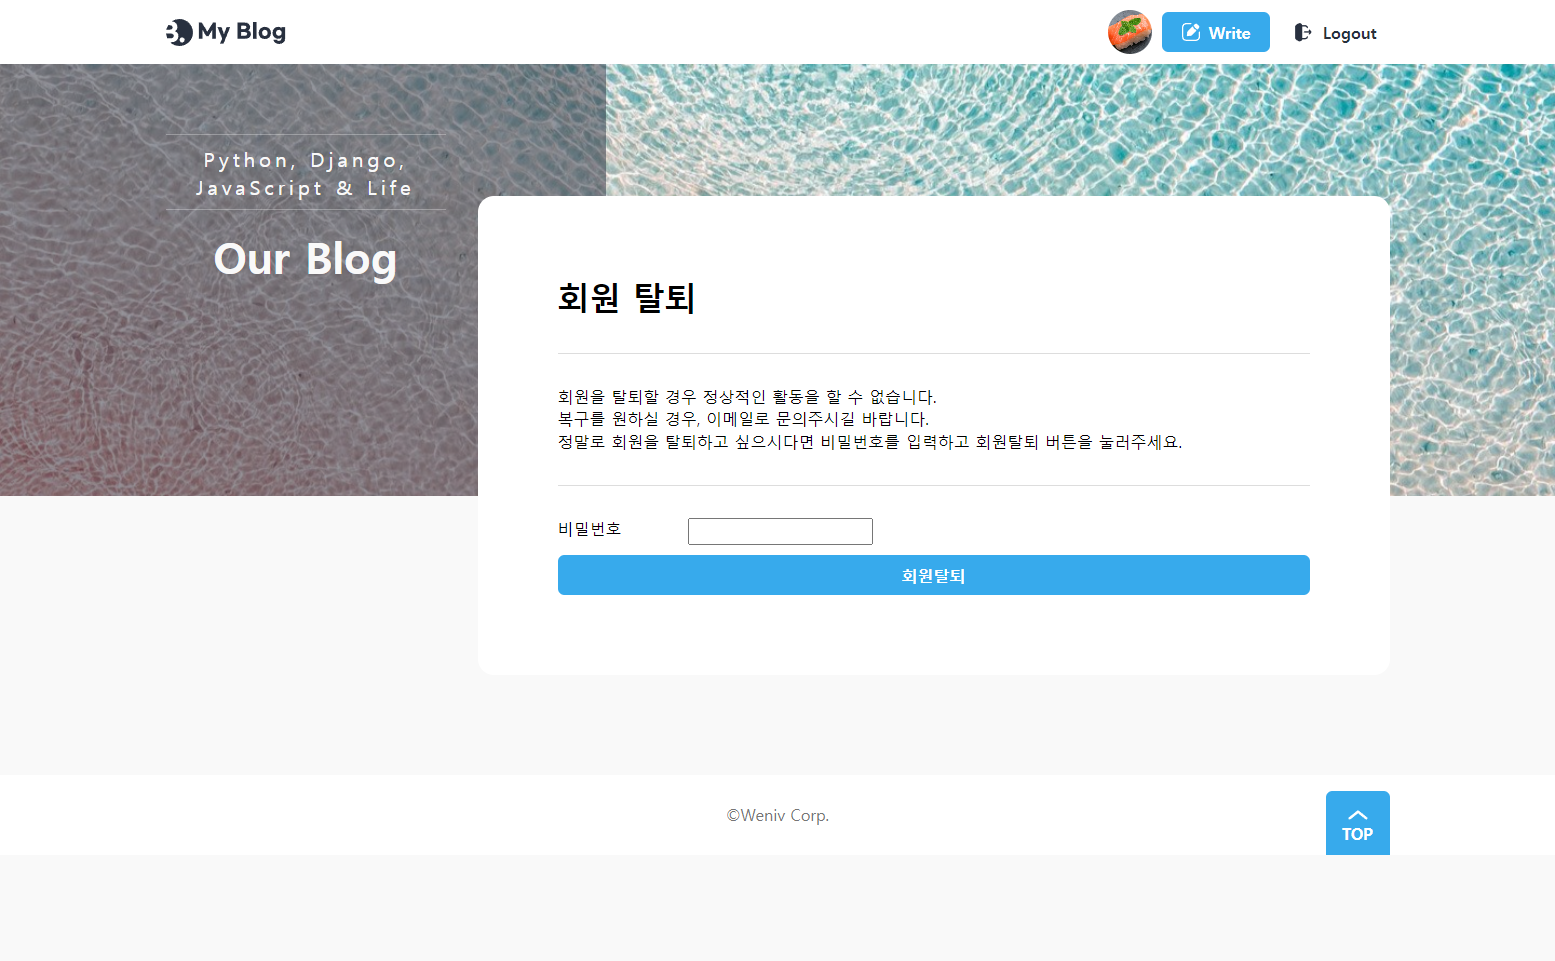 My Blog
Write
Logout
Python, Django,
JavaScript & Life
Our Blog
회원 탈퇴
회원을 탈퇴할 경우 정상적인 활동을 할 수 없습니다.
복구를 원하실 경우, 이메일로 문의주시길 바랍니다.
정말로 회원을 탈퇴하고 싶으시다면 비밀번호를 입력하고 회원탈퇴 버튼을 눌러주세요.
비밀번호
회원탈퇴
©Weniv Corp.
TOP